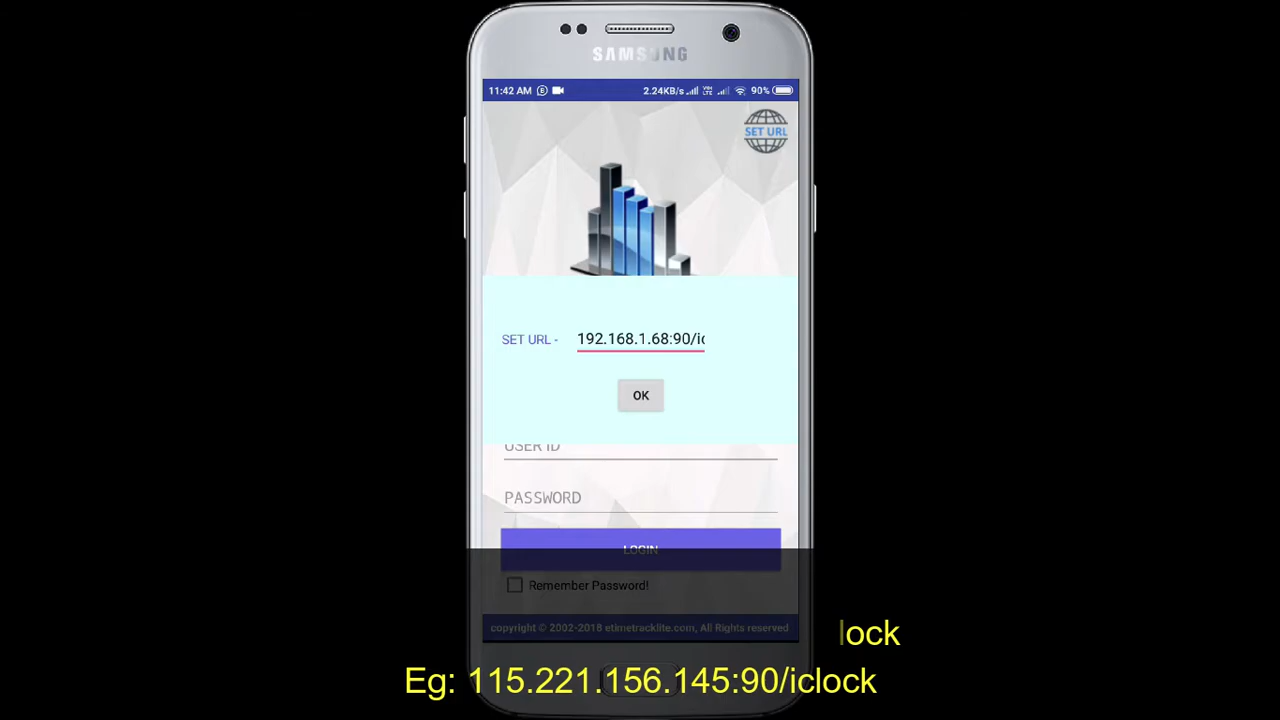 SAMSUNG
11:42 AM 2.24KB/s 90%
SET URL
SET URL - 192.168.1.68:90/ic
OK
USER ID
PASSWORD
LOGIN
Remember Password!
copyright © 2002-2018 etimetracklite.com, All Rights reserved
lock
Eg: 115.221.156.145:90/iclock